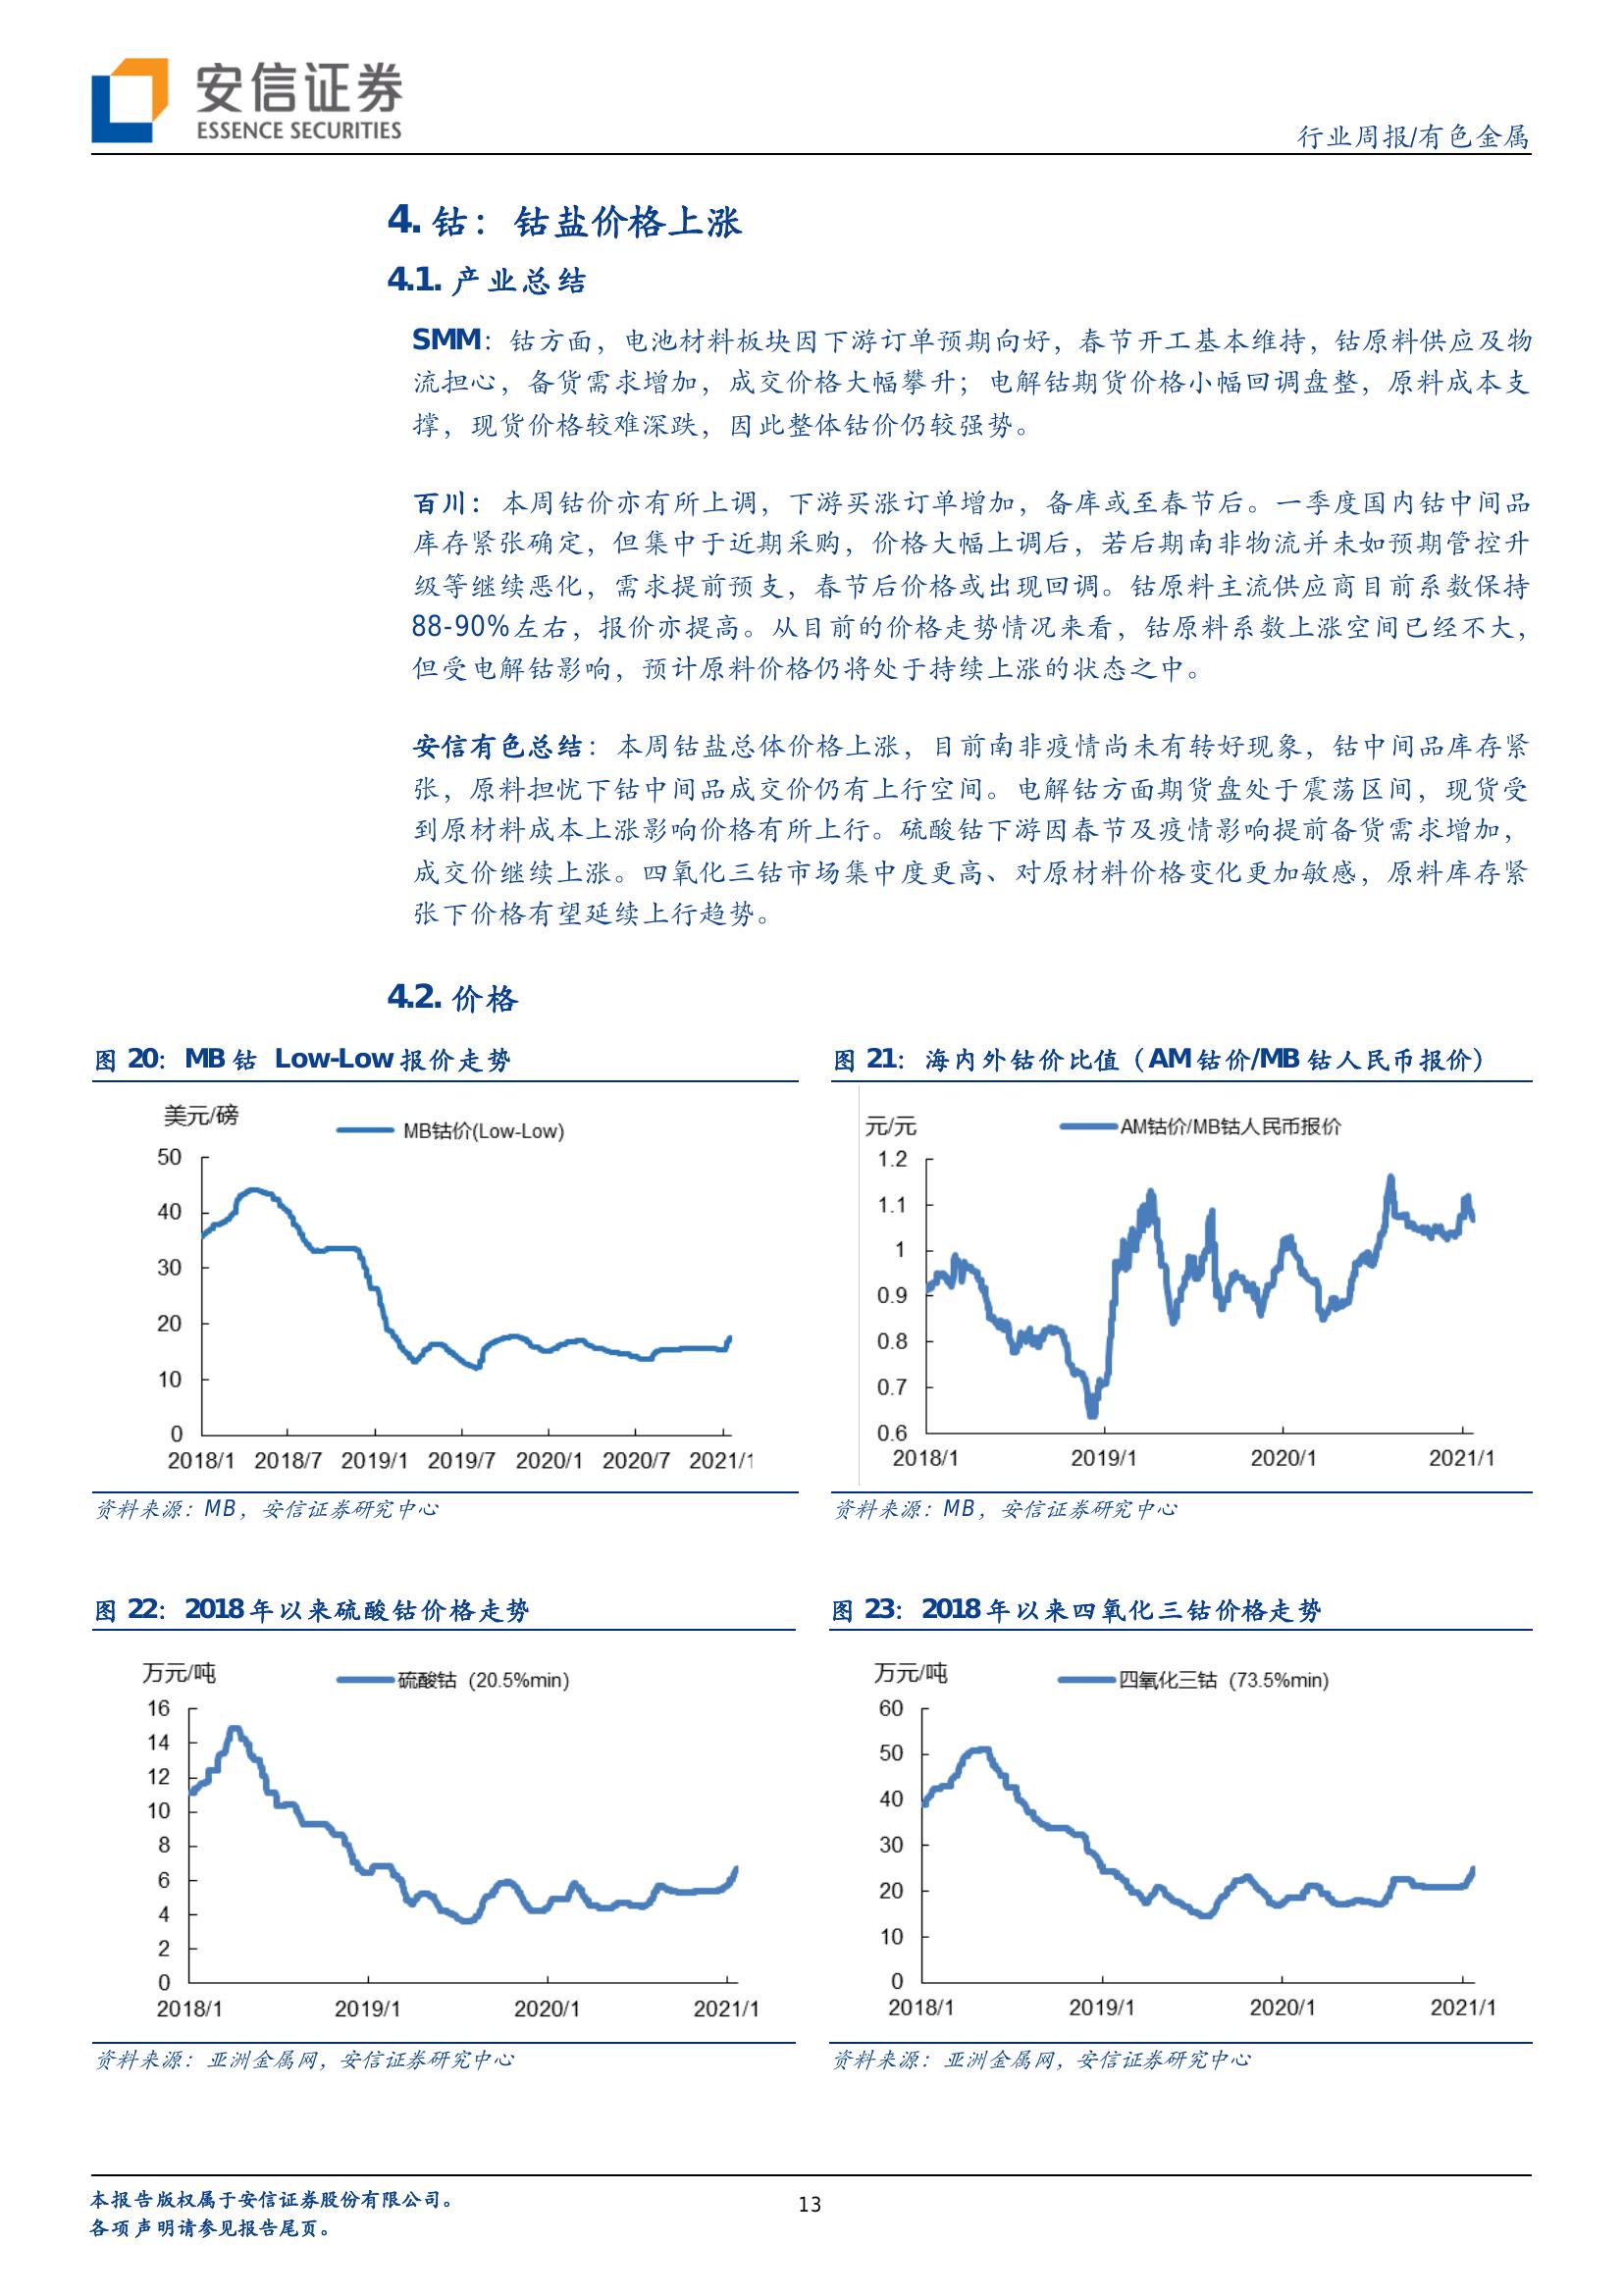 安信证券
ESSENCE SECURITIES
行业周报/有色金属
4. 钴：钴盐价格上涨
4.1. 产业总结
SMM：钴方面，电池材料板块因下游订单预期向好，春节开工基本维持，钴原料供应及物
流担心，备货需求增加，成交价格大幅攀升；电解钴期货价格小幅回调盘整，原料成本支
撑，现货价格较难深跌，因此整体钴价仍较强势。
百川：本周钴价亦有所上调，下游买涨订单增加，备库或至春节后。一季度国内钴中间品
库存紧张确定，但集中于近期采购，价格大幅上调后，若后期南非物流并未如预期管控升
级等继续恶化，需求提前预支，春节后价格或出现回调。钴原料主流供应商目前系数保持
88-90%左右，报价亦提高。从目前的价格走势情况来看，钴原料系数上涨空间已经不大，
但受电解钴影响，预计原料价格仍将处于持续上涨的状态之中。
安信有色总结：本周钴盐总体价格上涨，目前南非疫情尚未有转好现象，钴中间品库存紧
张，原料担忧下钴中间品成交价仍有上行空间。电解钴方面期货盘处于震荡区间，现货受
到原材料成本上涨影响价格有所上行。硫酸钴下游因春节及疫情影响提前备货需求增加，
成交价继续上涨。四氧化三钴市场集中度更高、对原材料价格变化更加敏感，原料库存紧
张下价格有望延续上行趋势。
4.2. 价格
图 20：MB 钴 Low-Low 报价走势
美元/磅
MB钴价(Low-Low)
50
40
30
20
10
0
2018/1 2018/7 2019/1 2019/7 2020/1 2020/7 2021/1
资料来源：MB，安信证券研究中心
图 21：海内外钴价比值（AM 钴价/MB 钴人民币报价）
元/元
AM钴价/MB钴人民币报价
1.2
1.1
1
0.9
0.8
0.7
0.6
2018/1 2019/1 2020/1 2021/1
资料来源：MB，安信证券研究中心
图 22：2018 年以来硫酸钴价格走势
万元/吨
硫酸钴（20.5%min)
16
14
12
10
8
6
4
2
0
2018/1 2019/1 2020/1 2021/1
资料来源：亚洲金属网，安信证券研究中心
图 23：2018 年以来四氧化三钴价格走势
万元/吨
四氧化三钴（73.5%min)
60
50
40
30
20
10
0
2018/1 2019/1 2020/1 2021/1
资料来源：亚洲金属网，安信证券研究中心
本报告版权属于安信证券股份有限公司。
各项声明请参见报告尾页。
13